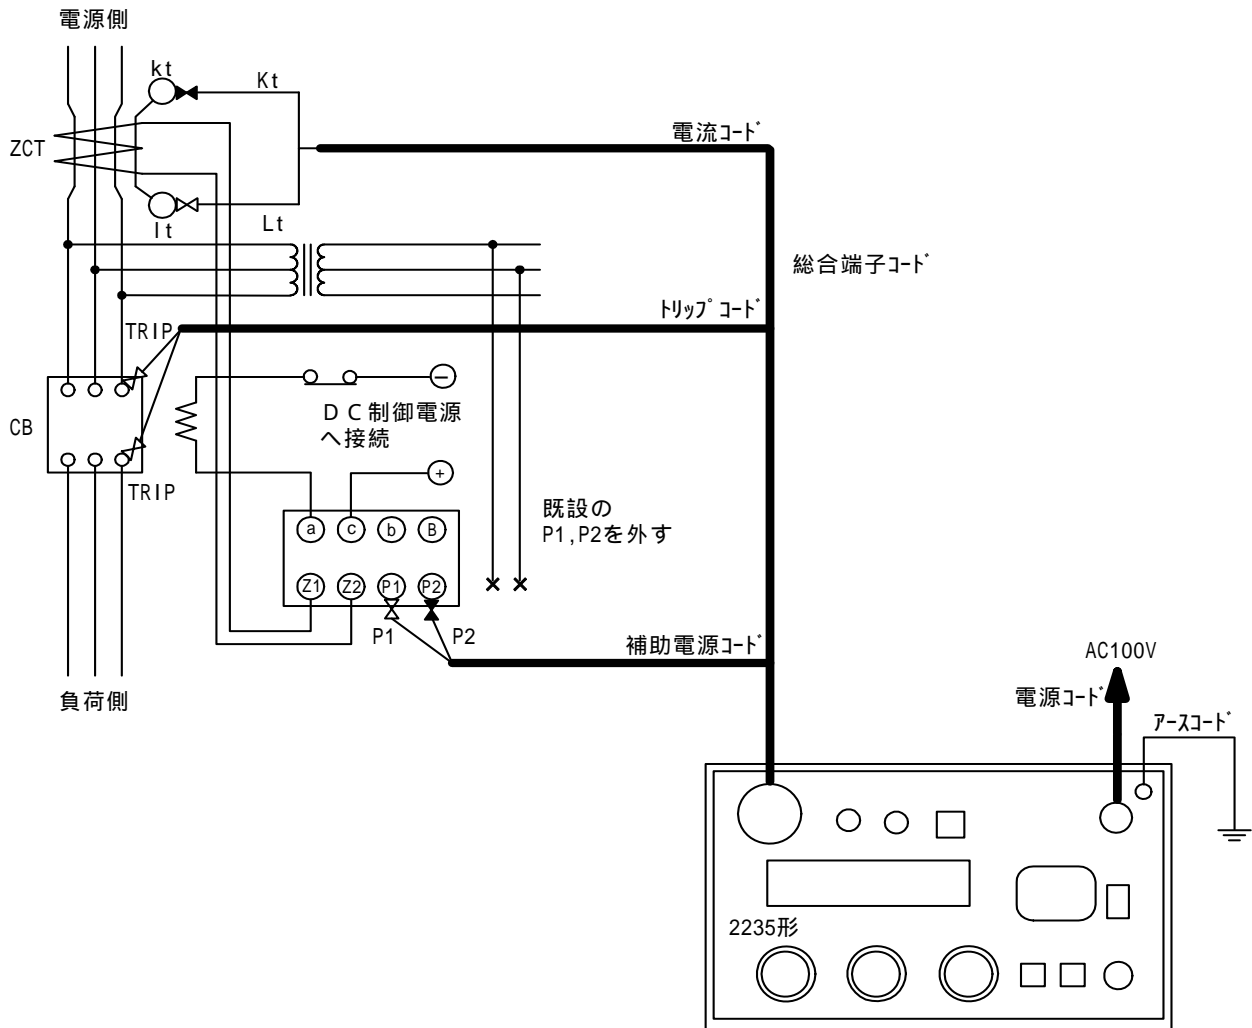 電源側
kt
Kt
電流コード
ZCT
lt
Lt
総合端子コード
トリップコード
TRIP
CB
DC制御電源
へ接続
−
+
TRIP
既設の
P1,P2を外す
a c b B
Z1 Z2 P1 P2
P1
P2
補助電源コード
負荷側
AC100V
電源コード
アースコード
2235形